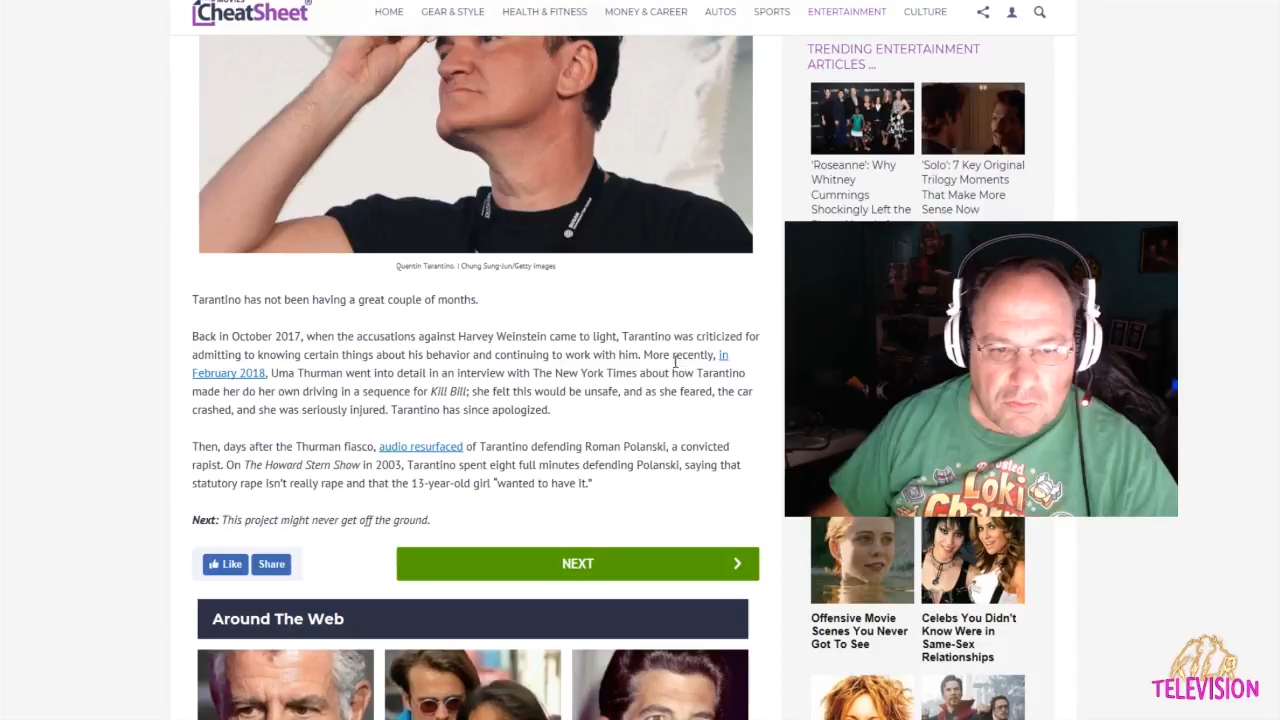 CheatSheet®
HOME GEAR & STYLE HEALTH & FITNESS MONEY & CAREER AUTOS SPORTS ENTERTAINMENT CULTURE
Quentin Tarantino. | Chung Sung-Jun/Getty Images
Tarantino has not been having a great couple of months.
Back in October 2017, when the accusations against Harvey Weinstein came to light, Tarantino was criticized for
admitting to knowing certain things about his behavior and continuing to work with him. More recently, in
February 2018, Uma Thurman went into detail in an interview with The New York Times about how Tarantino
made her do her own driving in a sequence for Kill Bill; she felt this would be unsafe, and as she feared, the car
crashed, and she was seriously injured. Tarantino has since apologized.
Then, days after the Thurman fiasco, audio resurfaced of Tarantino defending Roman Polanski, a convicted
rapist. On The Howard Stern Show in 2003, Tarantino spent eight full minutes defending Polanski, saying that
statutory rape isn't really rape and that the 13-year-old girl “wanted to have it.”
Next: This project might never get off the ground.
Like Share
NEXT
Around The Web
TRENDING ENTERTAINMENT
ARTICLES ...
'Roseanne': Why
Whitney
Cummings
Shockingly Left the
'Solo': 7 Key Original
Trilogy Moments
That Make More
Sense Now
Loki
Offensive Movie
Scenes You Never
Got To See
Celebs You Didn't
Know Were in
Same-Sex
Relationships
TELEVISION